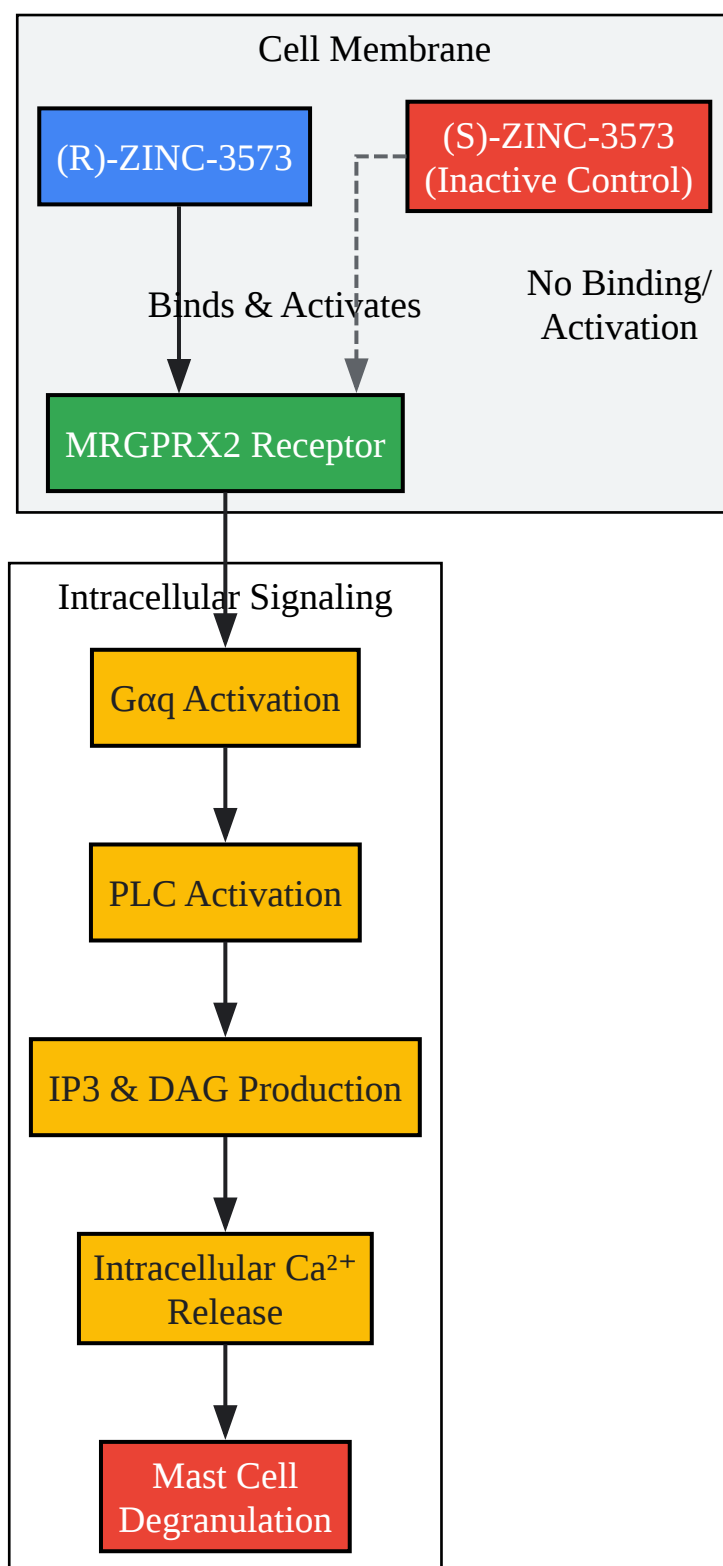 Cell Membrane
(R)-ZINC-3573
(S)-ZINC-3573
(Inactive Control)
Binds & Activates
No Binding/
Activation
MRGPRX2 Receptor
Intracellular Signaling
Gαq Activation
PLC Activation
IP3 & DAG Production
Intracellular Ca²⁺
Release
Mast Cell
Degranulation